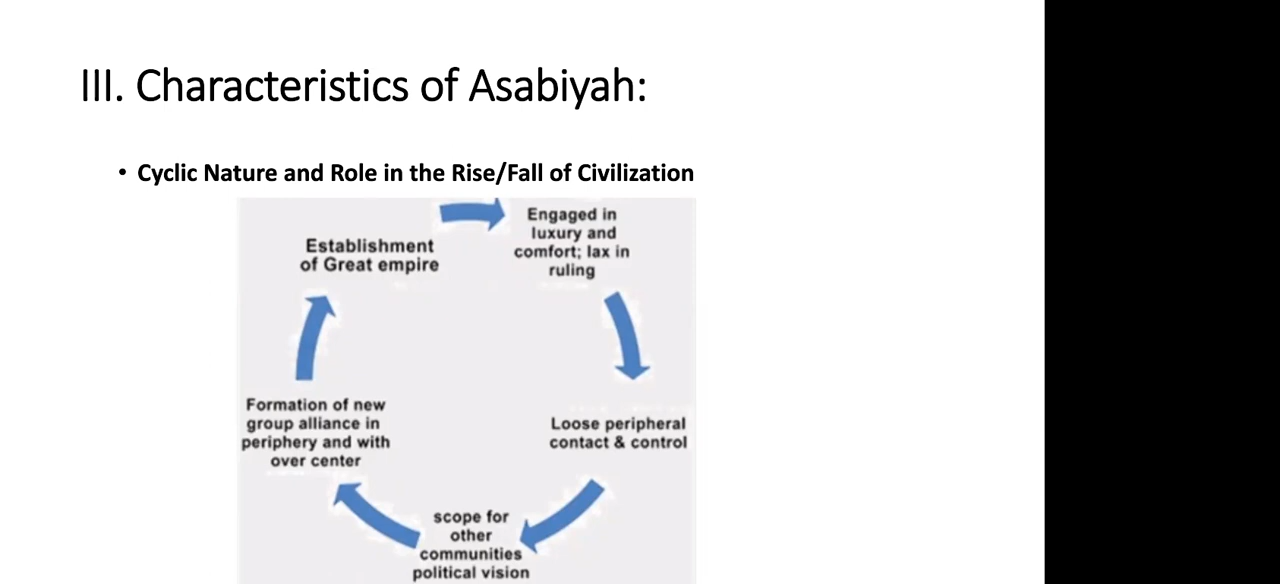 III. Characteristics of Asabiyah:
• Cyclic Nature and Role in the Rise/Fall of Civilization
Establishment
of Great empire
Engaged in
luxury and
comfort; lax in
ruling
Loose peripheral
contact & control
scope for
other
communities
political vision
Formation of new
group alliance in
periphery and with
over center